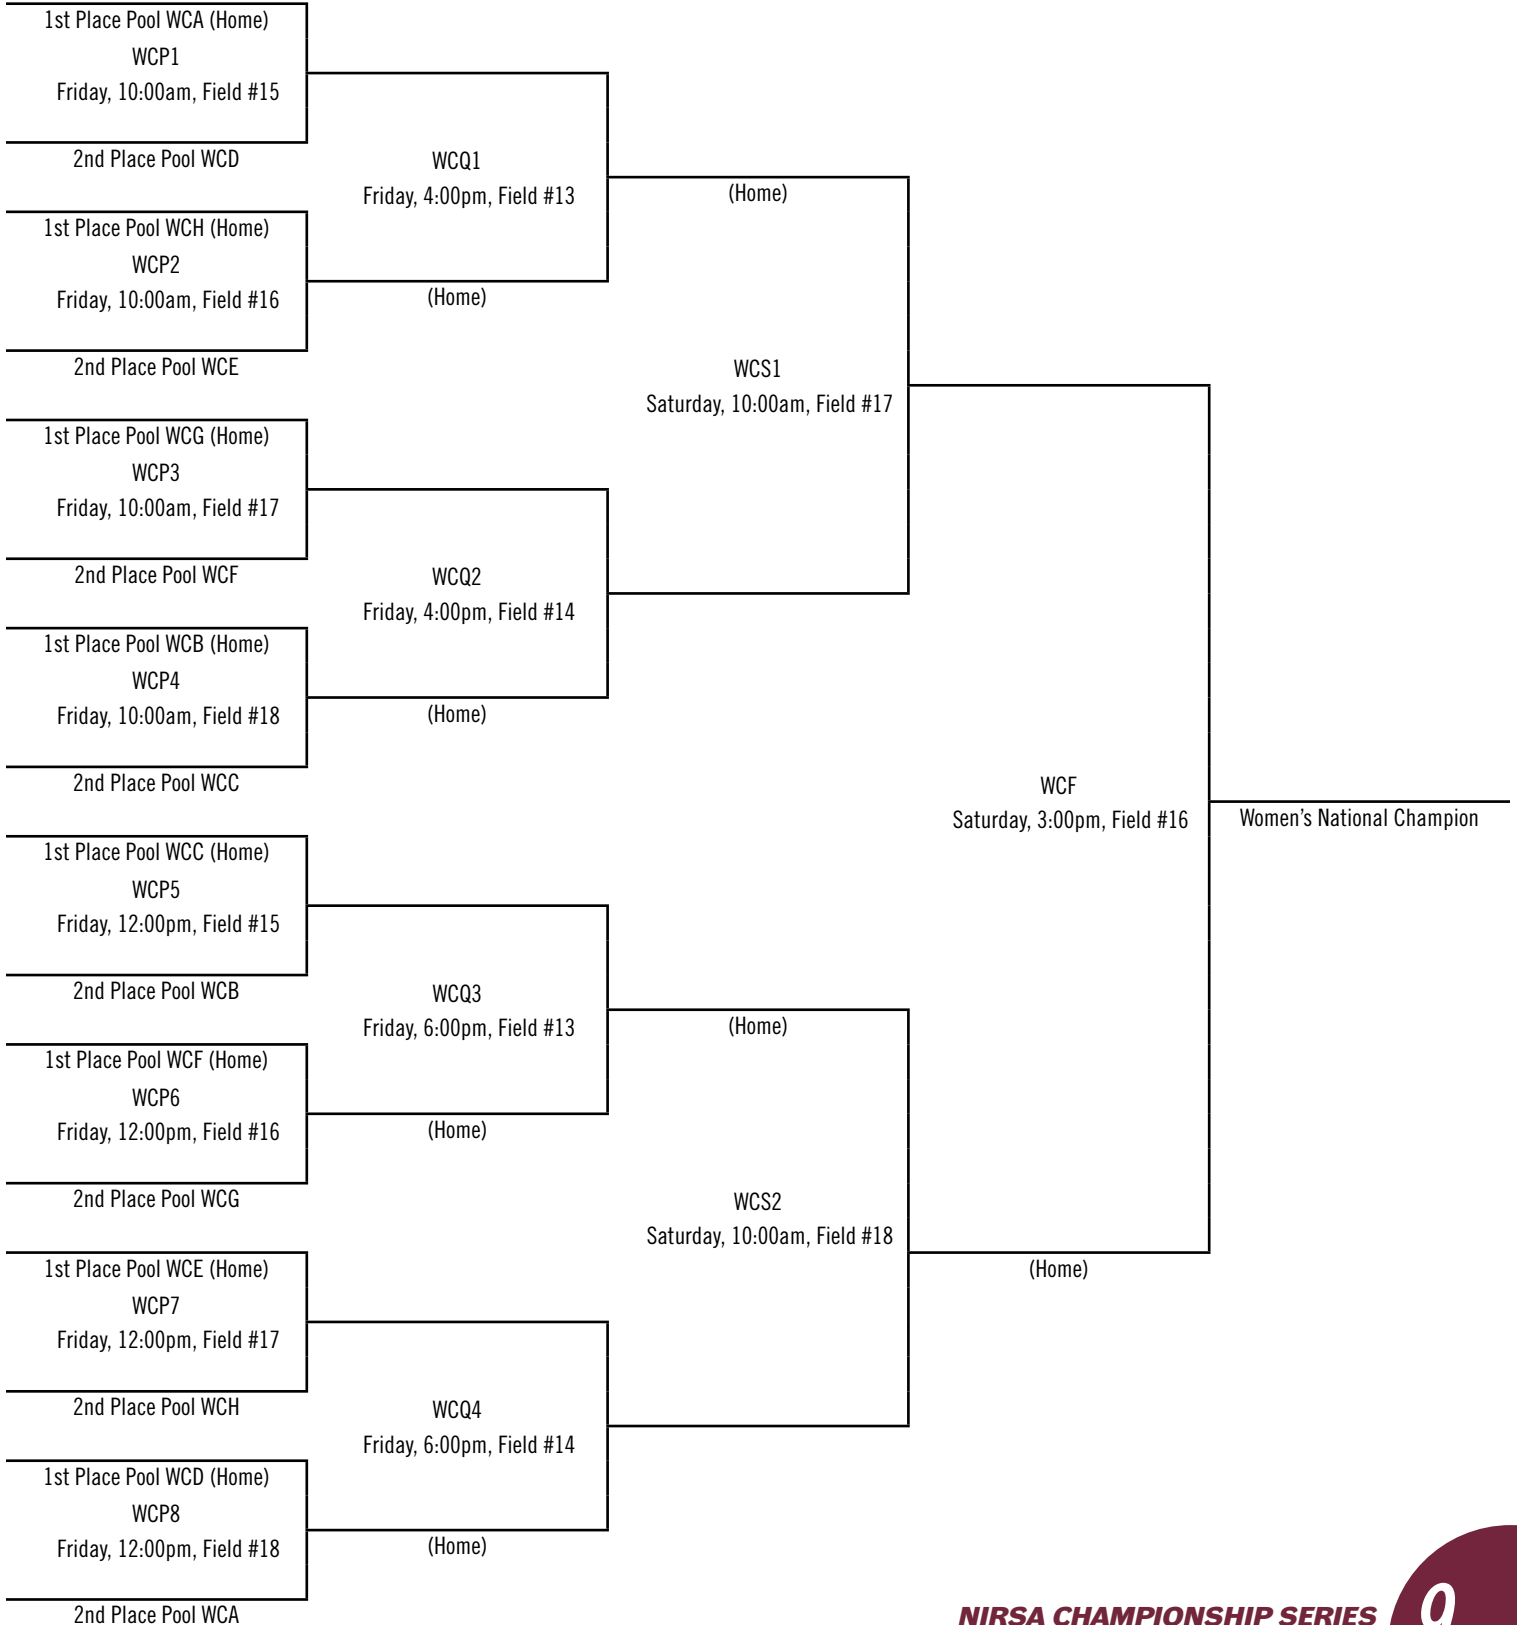 1st Place Pool WCA (Home)
WCP1
Friday, 10:00am, Field #15
2nd Place Pool WCD
WCQ1
Friday, 4:00pm, Field #13
(Home)
1st Place Pool WCH (Home)
WCP2
Friday, 10:00am, Field #16
(Home)
2nd Place Pool WCE
WCS1
Saturday, 10:00am, Field #17
1st Place Pool WCG (Home)
WCP3
Friday, 10:00am, Field #17
2nd Place Pool WCF
WCQ2
Friday, 4:00pm, Field #14
1st Place Pool WCB (Home)
WCP4
Friday, 10:00am, Field #18
(Home)
2nd Place Pool WCC
WCF
Saturday, 3:00pm, Field #16
Women's National Champion
1st Place Pool WCC (Home)
WCP5
Friday, 12:00pm, Field #15
2nd Place Pool WCB
WCQ3
Friday, 6:00pm, Field #13
(Home)
1st Place Pool WCF (Home)
WCP6
Friday, 12:00pm, Field #16
(Home)
2nd Place Pool WCG
WCS2
Saturday, 10:00am, Field #18
1st Place Pool WCE (Home)
(Home)
WCP7
Friday, 12:00pm, Field #17
2nd Place Pool WCH
WCQ4
Friday, 6:00pm, Field #14
1st Place Pool WCD (Home)
WCP8
Friday, 12:00pm, Field #18
(Home)
2nd Place Pool WCA
NIRSA CHAMPIONSHIP SERIES
9